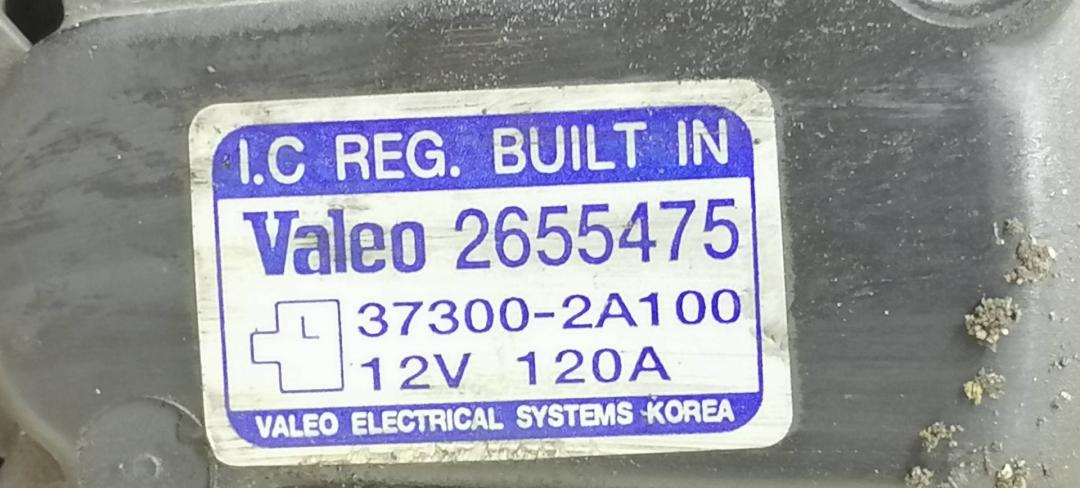 I.C REG. BUILT IN
Valeo 2655475
L 37300-2A100
12V 120A
VALEO ELECTRICAL SYSTEMS KOREA